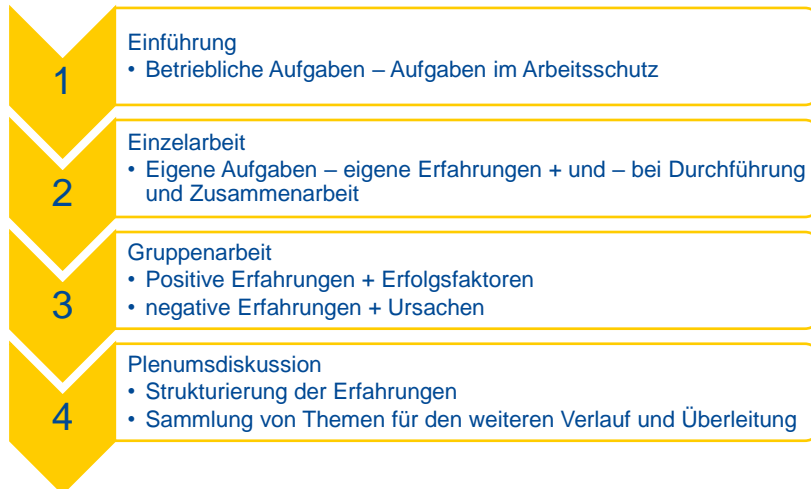 1
Einführung
• Betriebliche Aufgaben – Aufgaben im Arbeitsschutz
2
Einzelarbeit
• Eigene Aufgaben – eigene Erfahrungen + und – bei Durchführung
und Zusammenarbeit
3
Gruppenarbeit
• Positive Erfahrungen + Erfolgsfaktoren
• negative Erfahrungen + Ursachen
4
Plenumsdiskussion
• Strukturierung der Erfahrungen
• Sammlung von Themen für den weiteren Verlauf und Überleitung